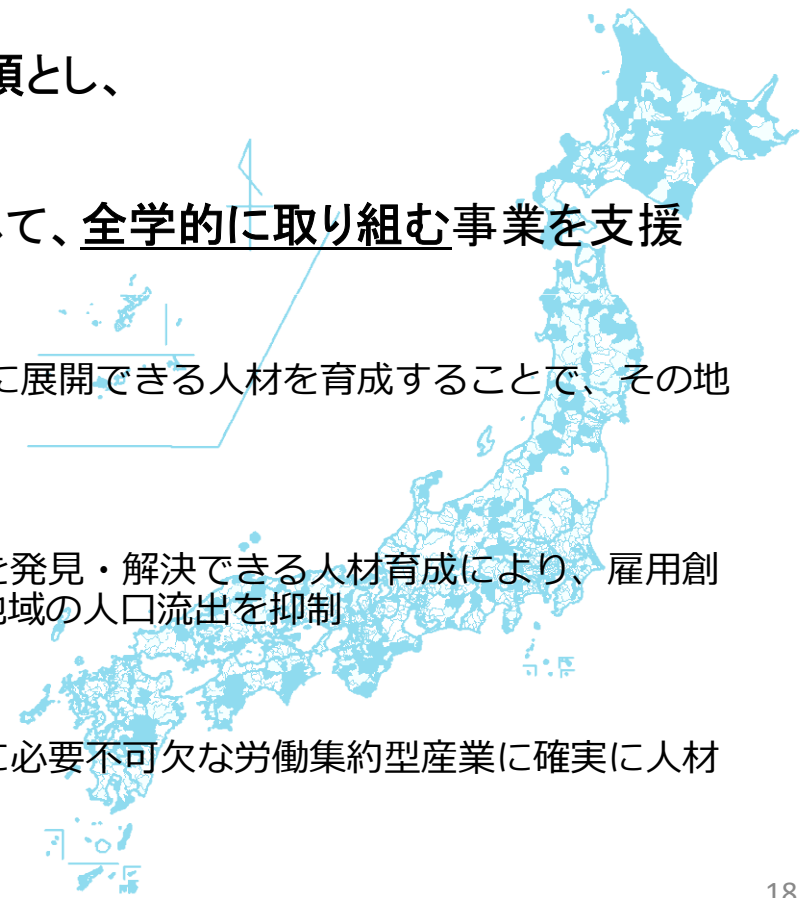 頃とし、
して、全学的に取り組む事業を支援
に展開できる人材を育成することで、その地
を発見・解決できる人材育成により、雇用創
地域の人口流出を抑制
に必要不可欠な労働集約型産業に確実に人材
18